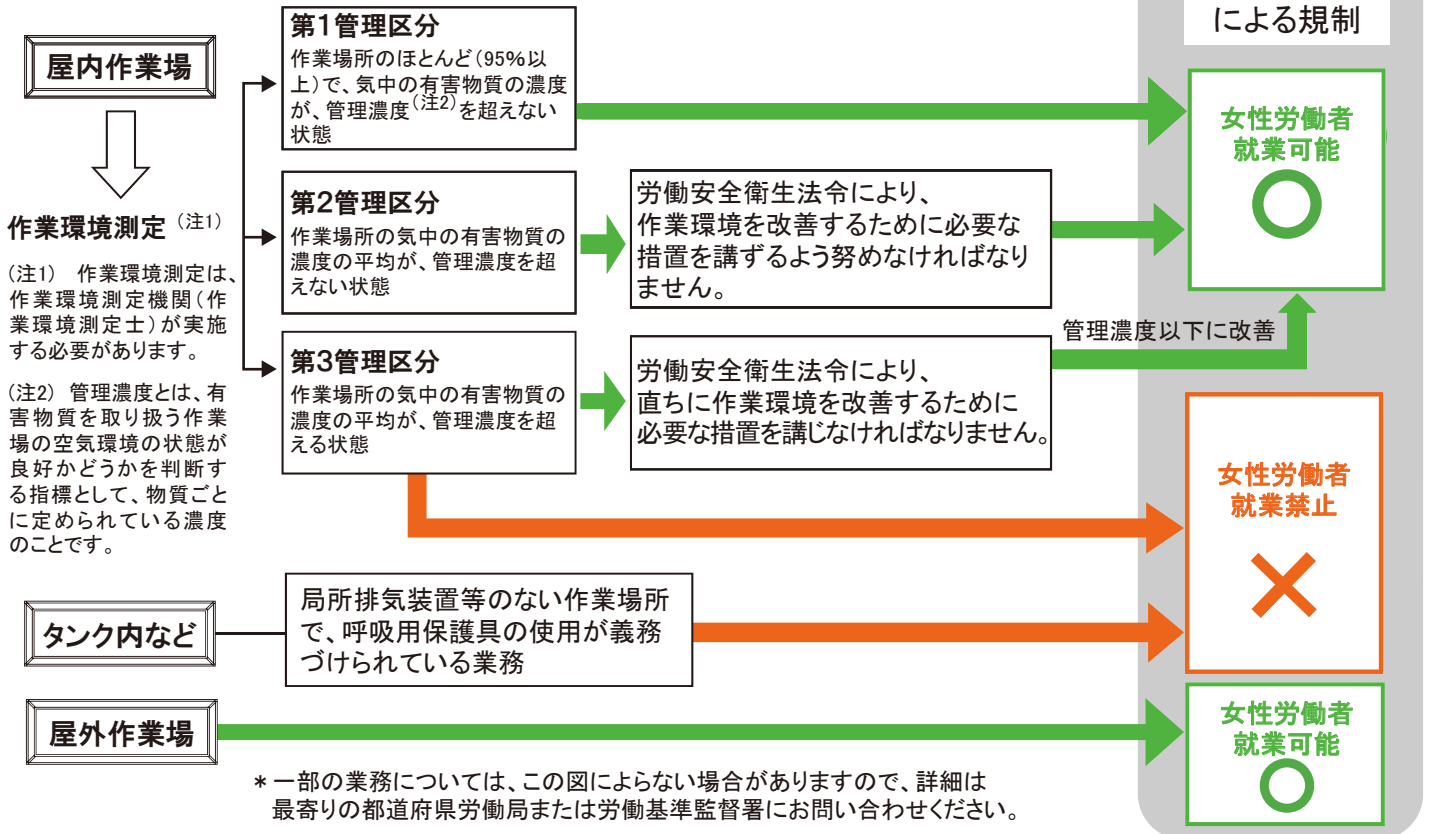 による規制
屋内作業場
第1管理区分
作業場所のほとんど(95%以
上)で、気中の有害物質の濃度
が、管理濃度(注2)を超えない
状態
女性労働者
就業可能
作業環境測定(注1)
(注1) 作業環境測定は、
作業環境測定機関(作
業環境測定士)が実施
する必要があります。
(注2) 管理濃度とは、有
害物質を取り扱う作業
場の空気環境の状態が
良好かどうかを判断す
る指標として、物質ごと
に定められている濃度
のことです。
第2管理区分
作業場所の気中の有害物質の
濃度の平均が、管理濃度を超
えない状態
労働安全衛生法令により、
作業環境を改善するために必要な
措置を講ずるよう努めなければなり
ません。
第3管理区分
作業場所の気中の有害物質の
濃度の平均が、管理濃度を超
える状態
労働安全衛生法令により、
直ちに作業環境を改善するために
必要な措置を講じなければなりません。
管理濃度以下に改善
女性労働者
就業禁止
タンク内など
局所排気装置等のない作業場所
で、呼吸用保護具の使用が義務
づけられている業務
屋外作業場
女性労働者
就業可能
*一部の業務については、この図によらない場合がありますので、詳細は
最寄りの都道府県労働局または労働基準監督署にお問い合わせください。